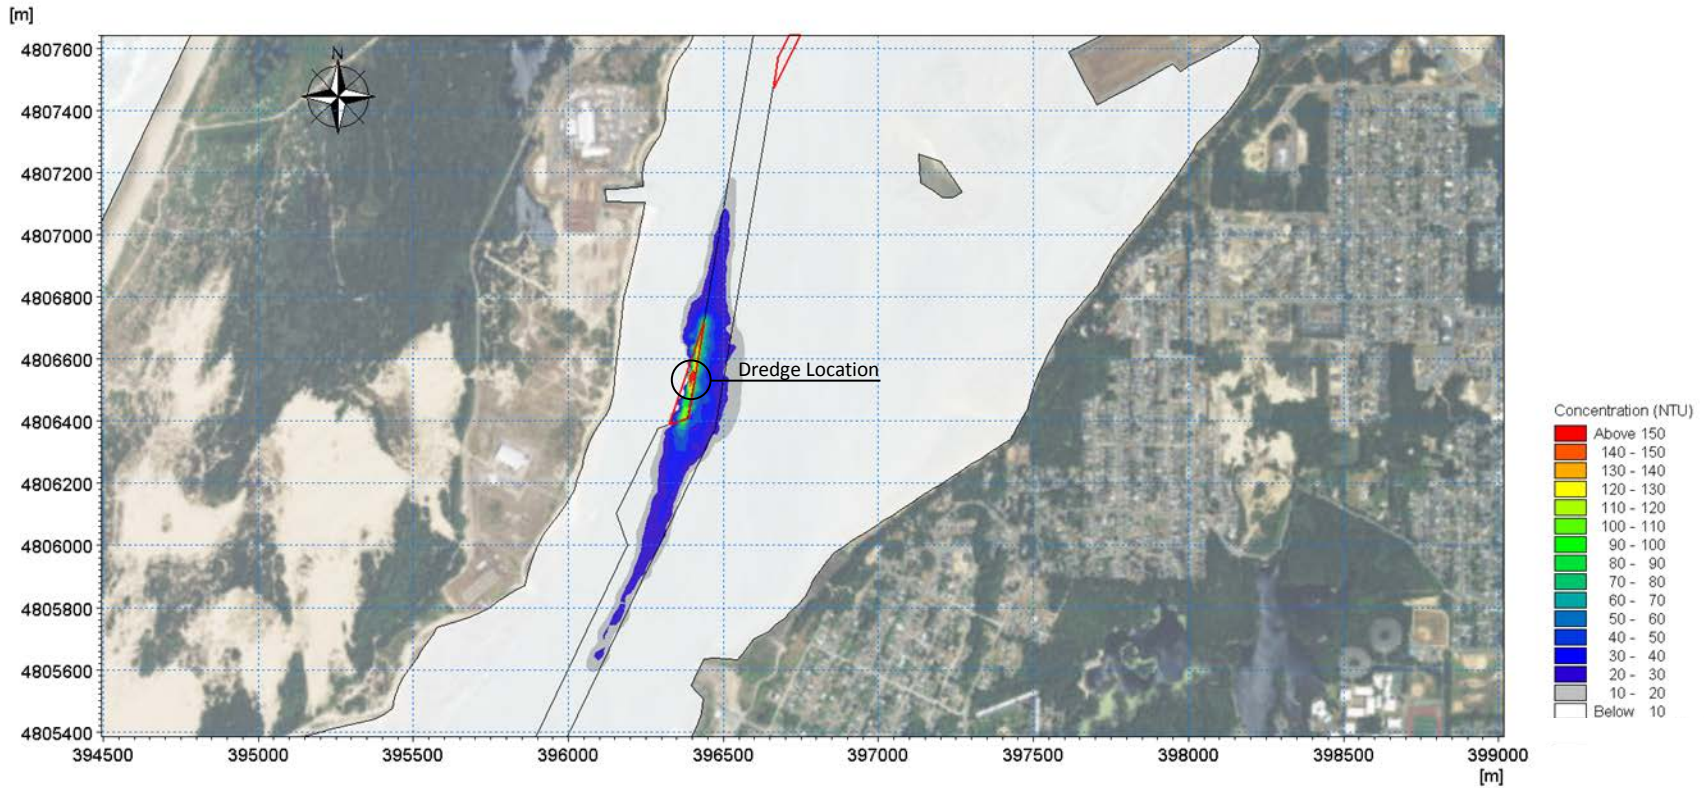 [m]
N
4807600
4807400
4807200
4807000
4806800
4806600
4806400
4806200
4806000
4805800
4805600
4805400
Dredge Location
394500 395000 395500 396000 396500 397000 397500 398000 398500 399000
[m]
Concentration (NTU)
Above 150
140 - 150
130 - 140
120 - 130
110 - 120
100 - 110
90 - 100
80 - 90
70 - 80
60 - 70
50 - 60
40 - 50
30 - 40
20 - 30
10 - 20
Below 10